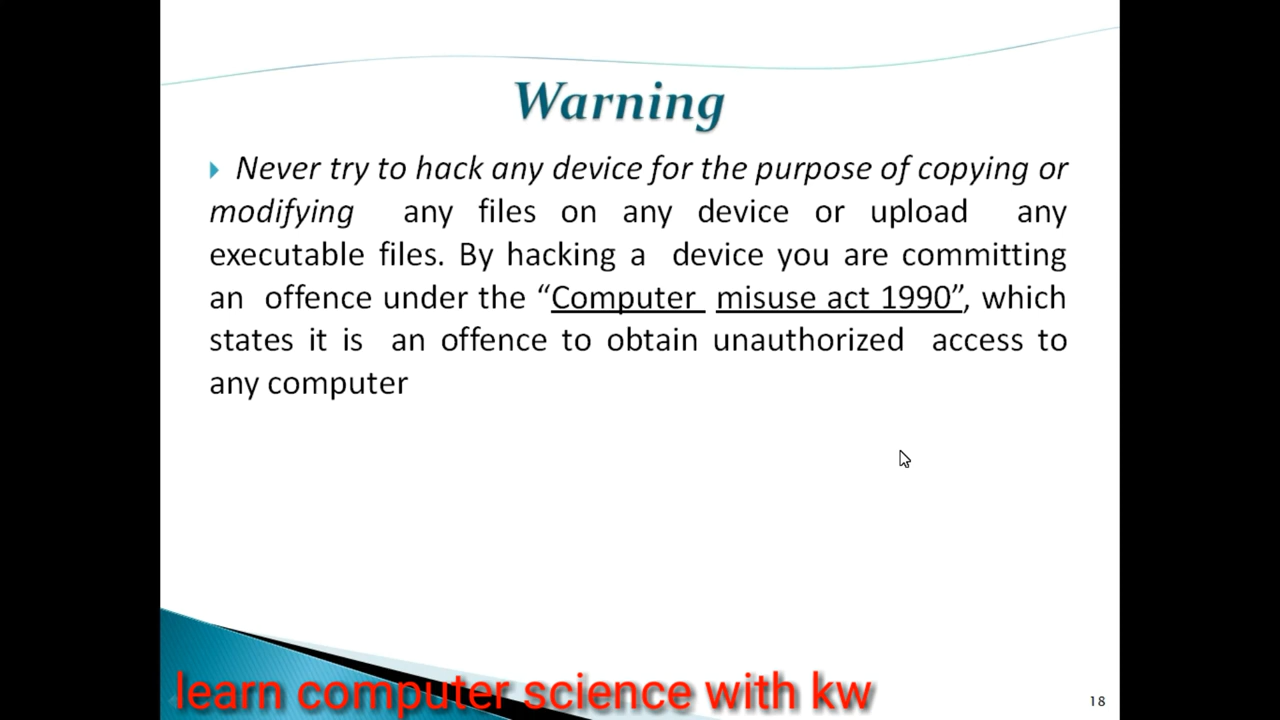 Warning
Never try to hack any device for the purpose of copying or
modifying any files on any device or upload any
executable files. By hacking a device you are committing
an offence under the “Computer misuse act 1990”, which
states it is an offence to obtain unauthorized access to
any computer
learn computer science with kw
18